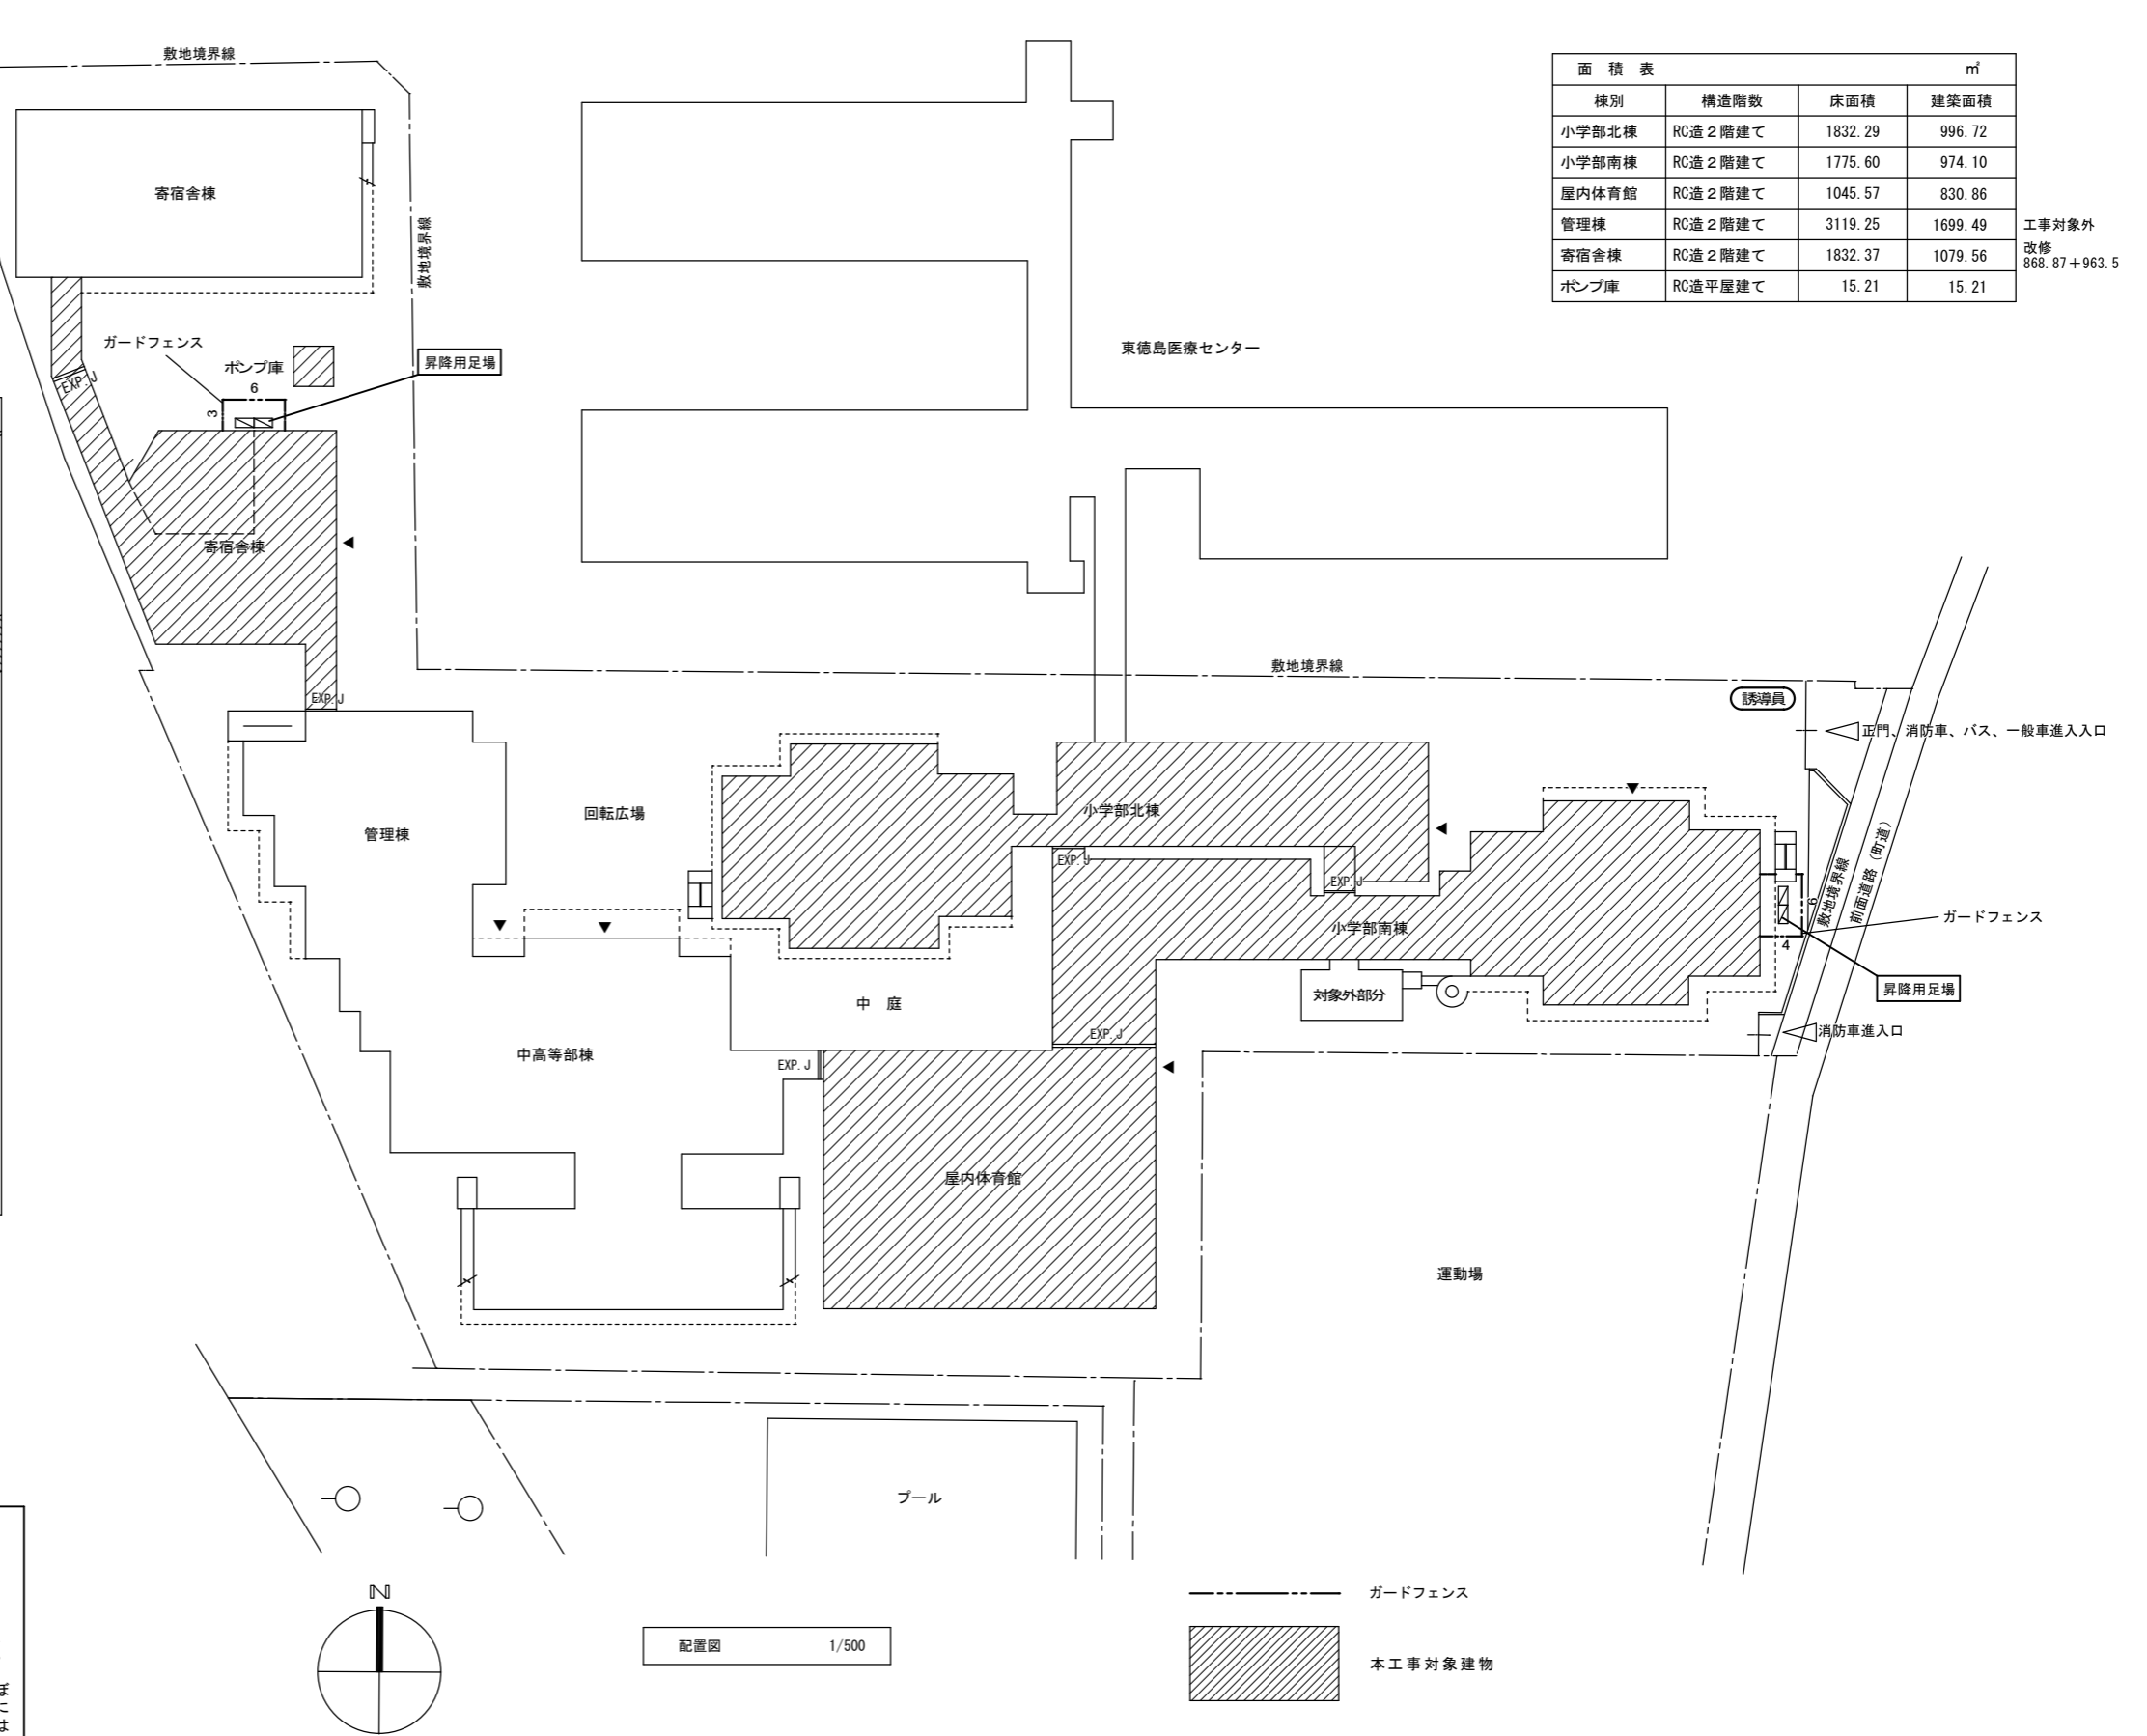 敷地境界線
面 積 表 ㎡
棟別 構造階数 床面積 建築面積
小学部北棟 RC造２階建て 1832.29 996.72
小学部南棟 RC造２階建て 1775.60 974.10
屋内体育館 RC造２階建て 1045.57 830.86
管理棟 RC造２階建て 3119.25 1699.49 工事対象外
寄宿舎棟 RC造２階建て 1832.37 1079.56 改修
868.87＋963.5
ポンプ庫 RC造平屋建て 15.21 15.21
寄宿舎棟
敷地境界線
ガードフェンス
ポンプ庫
昇降用足場
東徳島医療センター
EXP.J
6
3
寄宿舎棟
EXP.J
敷地境界線
誘導員
正門、消防車、バス、一般車進入入口
管理棟
回転広場
小学部北棟
EXP.J
EXP.J
小学部南棟
敷地境界線
前面道路（町道）
6
4
ガードフェンス
昇降用足場
対象外部分
中 庭
消防車進入口
EXP.J
中高等部棟
EXP.J
屋内体育館
運動場
プール
N
配置図 1/500
ガードフェンス
本工事対象建物
ぼ
に
は